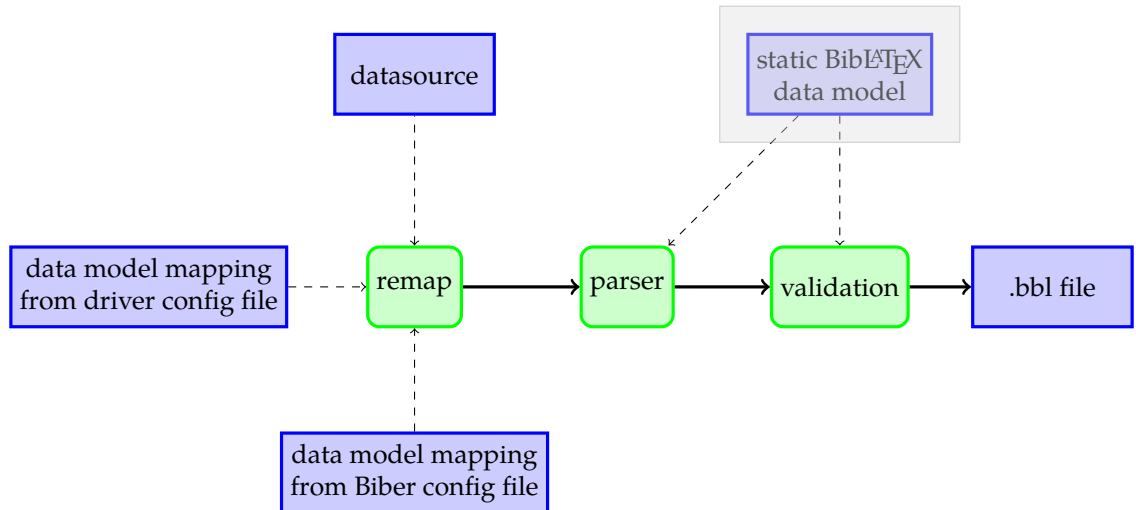 datasource
static BibLATEX
data model
data model mapping
from driver config file
remap
parser
validation
.bbl file
data model mapping
from Biber config file